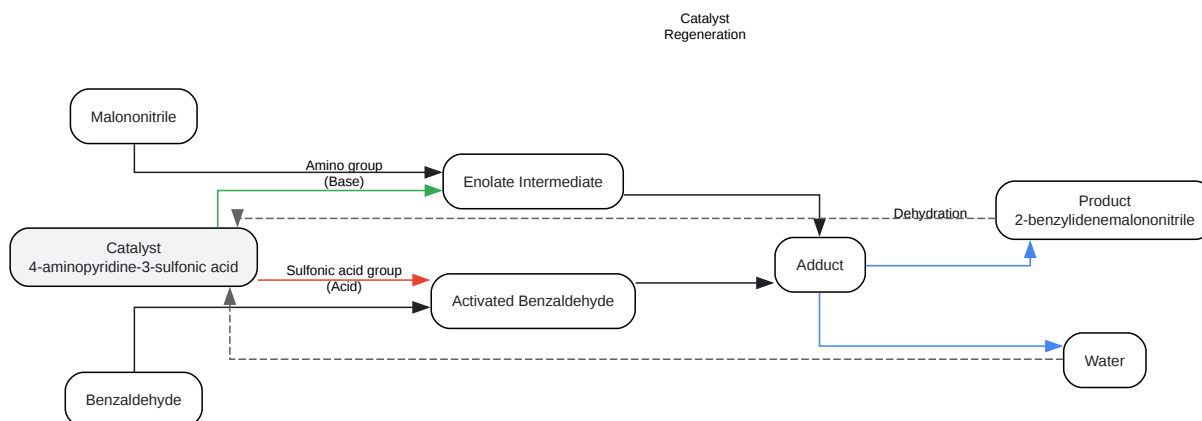 Catalyst
Regeneration
Malononitrile
Amino group
(Base)
Enolate Intermediate
Product
2-benzylidenemalononitrile
Dehydration
Catalyst
4-aminopyridine-3-sulfonic acid
Sulfonic acid group
(Acid)
Adduct
Activated Benzaldehyde
Water
Benzaldehyde